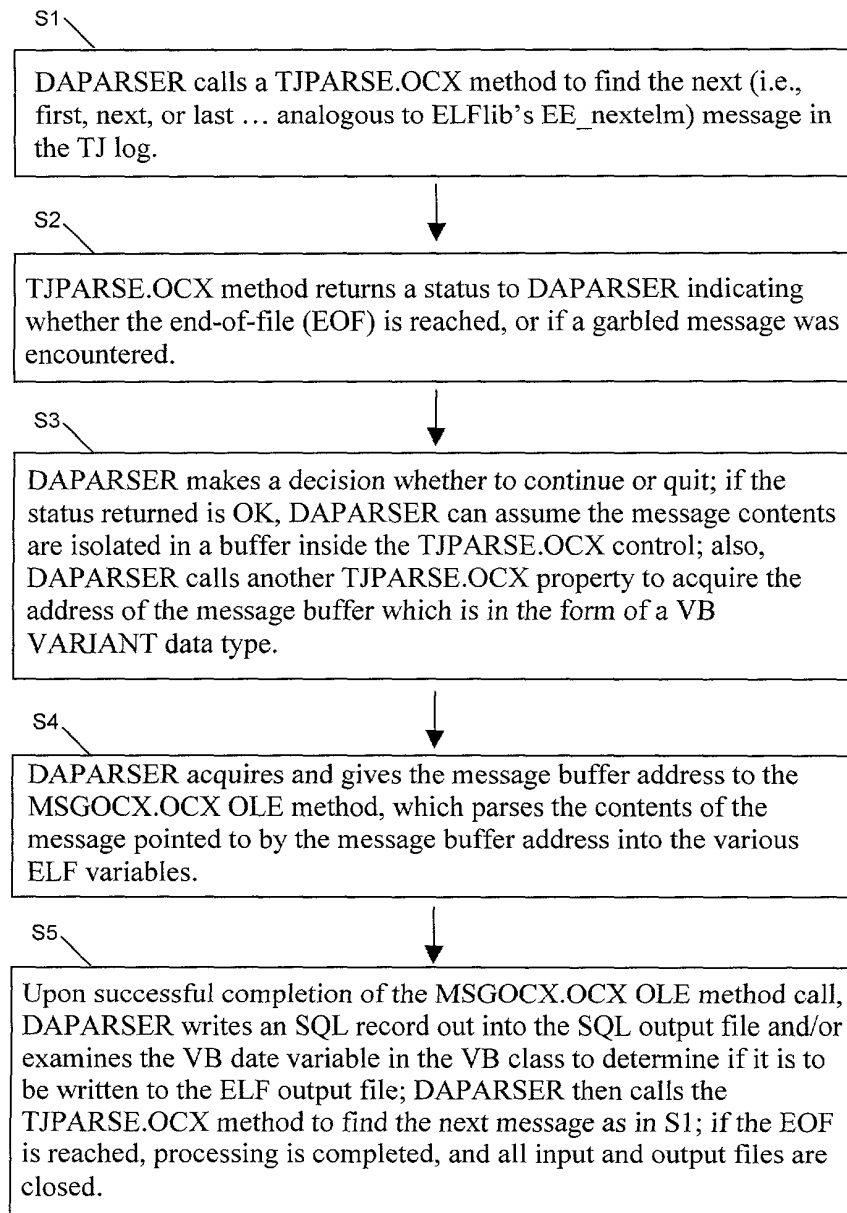 S1
DAPARSER calls a TJPARSE.OCX method to find the next (i.e.,
first, next, or last ... analogous to ELFlib's EE_nextelm) message in
the TJ log.
S2
TJPARSE.OCX method returns a status to DAPARSER indicating
whether the end-of-file (EOF) is reached, or if a garbled message was
encountered.
S3
DAPARSER makes a decision whether to continue or quit; if the
status returned is OK, DAPARSER can assume the message contents
are isolated in a buffer inside the TJPARSE.OCX control; also,
DAPARSER calls another TJPARSE.OCX property to acquire the
address of the message buffer which is in the form of a VB
VARIANT data type.
S4
DAPARSER acquires and gives the message buffer address to the
MSGOCX.OCX OLE method, which parses the contents of the
message pointed to by the message buffer address into the various
ELF variables.
S5
Upon successful completion of the MSGOCX.OCX OLE method call,
DAPARSER writes an SQL record out into the SQL output file and/or
examines the VB date variable in the VB class to determine if it is to
be written to the ELF output file; DAPARSER then calls the
TJPARSE.OCX method to find the next message as in S1; if the EOF
is reached, processing is completed, and all input and output files are
closed.